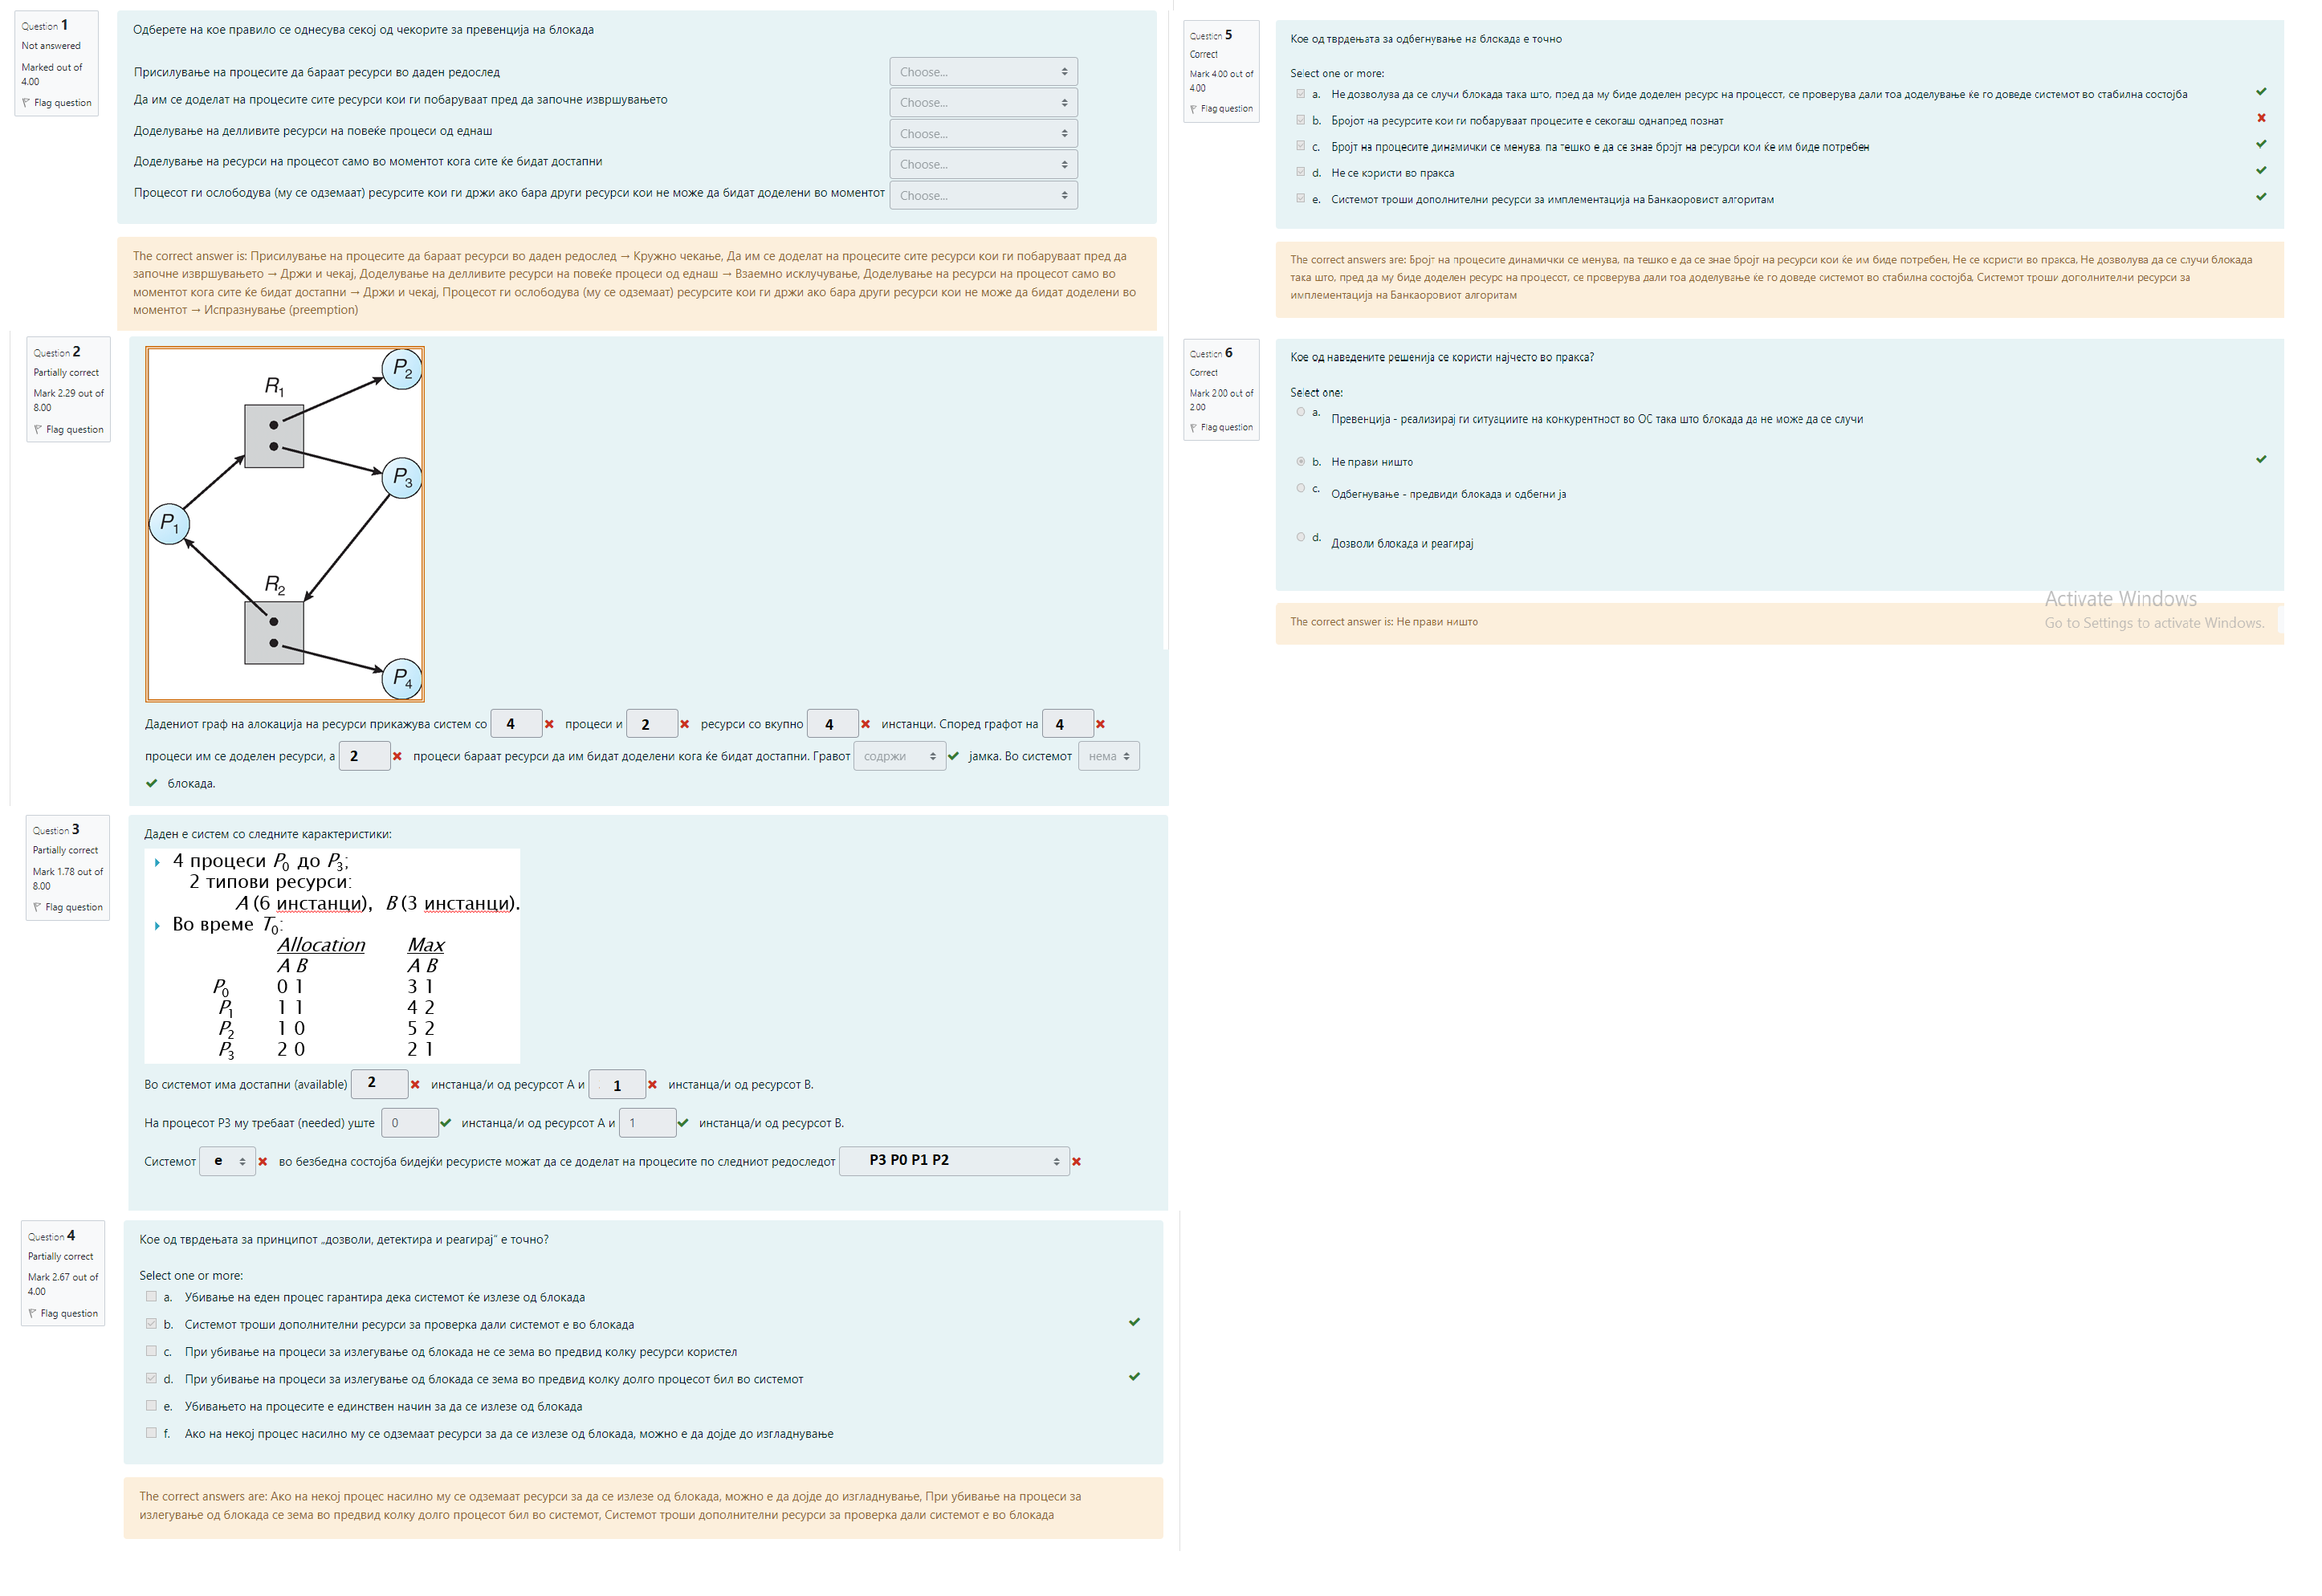 Question 1
Not answered
Marked out of
4.00
Flag question
Одберете на кое правило се однесува секој од чекорите за превенција на блокада
Присилување на процесите да бараат ресурси во даден редослед Choose...
Да им се доделат на процесите сите ресурси кои ги побаруваат пред да започне извршувањето Choose...
Доделување на делливите ресурси на повеќе процеси од еднаш Choose...
Доделување на ресурси на процесот само во моментот кога сите ќе бидат достапни Choose...
Процесот ги ослободува (му се одземаат) ресурсите кои ги држи ако бара други ресурси кои не може да бидат доделени во моментот Choose...
The correct answer is: Присилување на процесите да бараат ресурси во даден редослед → Кружно чекање, Да им се доделат на процесите сите ресурси кои ги побаруваат пред да
започне извршувањето → Држи и чекај, Доделување на делливите ресурси на повеќе процеси од еднаш → Взаемно исклучување, Доделување на ресурси на процесот само во
моментот кога сите ќе бидат достапни → Држи и чекај, Процесот ги ослободува (му се одземаат) ресурсите кои ги држи ако бара други ресурси кои не може да бидат доделени во
моментот → Испразнување (preemption)
Question 2
Partially correct
Mark 2.29 out of
8.00
Flag question
P2
R1
P3
P1
R2
P4
Дадениот граф на алокација на ресурси прикажува систем со 4 процеси и 2 ресурси со вкупно 4 инстанци. Според графот на 4
процеси им се доделен ресурси, а 2 процеси бараат ресурси да им бидат доделени кога ќе бидат достапни. Гравот содржи јамка. Во системот нема
блокада.
Question 3
Partially correct
Mark 1.78 out of
8.00
Flag question
Даден е систем со следните карактеристики:
4 процеси P0 до P3;
2 типови ресурси:
A (6 инстанци), B (3 инстанци).
Во време T0:
Allocation Max
A B A B
P0 0 1 3 1
P1 1 1 4 2
P2 1 0 5 2
P3 2 0 2 1
Во системот има достапни (available) 2 инстанца/и од ресурсот А и 1 инстанца/и од ресурсот В.
На процесот P3 му требаат (needed) уште 0 инстанца/и од ресурсот А и 1 инстанца/и од ресурсот В.
Системот е во безбедна состојба бидејќи ресуристе можат да се доделат на процесите по следниот редоследот P3 P0 P1 P2
Question 4
Partially correct
Mark 2.67 out of
4.00
Flag question
Кое од тврдењата за принципот „дозволи, детектира и реагирај" е точно?
Select one or more:
a. Убивање на еден процес гарантира дека системот ќе излезе од блокада
b. Системот троши дополнителни ресурси за проверка дали системот е во блокада
c. При убивање на процеси за излегување од блокада не се зема во предвид колку ресурси користел
d. При убивање на процеси за излегување од блокада се зема во предвид колку долго процесот бил во системот
e. Убивањето на процесите е единствен начин за да се излезе од блокада
f. Ако на некој процес насилно му се одземаат ресурси за да се излезе од блокада, можно е да дојде до изгладнување
The correct answers are: Ако на некој процес насилно му се одземаат ресурси за да се излезе од блокада, можно е да дојде до изгладнување, При убивање на процеси за
излегување од блокада се зема во предвид колку долго процесот бил во системот, Системот троши дополнителни ресурси за проверка дали системот е во блокада
Question 5
Correct
Mark 4.00 out of
4.00
Flag question
Кое од тврдењата за одбегнување на блокада е точно
Select one or more:
a. Не дозволува да се случи блокада така што, пред да му биде доделен ресурс на процесст, се проверува дали тоа доделување ќе го доведе системот во стабилна состојба
b. Бројот на ресурсите кои ги побаруваат процесите е секогаш однапред познат
c. Бројт на процесите динамички се менува, па тешко е да се знае бројт на ресурси кои ќе им биде потребен
d. Не се користи во пракса
e. Системот троши дополнителни ресурси за имплементација на Банкаоровист алгоритам
The correct answers are: Бројт на процесите динамички се менува, па тешко е да се знае бројт на ресурси кои ќе им биде потребен, Не се користи во пракса, Не дозволува да се случи блокада
така што, пред да му биде доделен ресурс на процесст, се проверува дали тоа доделување ќе го доведе системот во стабилна состојба, Системот троши дополнителни ресурси за
имплементација на Банкаоровиот алгоритам
Question 6
Correct
Mark 2.00 out of
2.00
Flag question
Кое од наведените решенија се користи најчесто во пракса?
Select one:
a. Превенција - реализирај ги ситуациите на конкурентност во ОС така што блокада да не може да се случи
b. Не прави ништо
c. Одбегнување - предвиди блокада и одбегни ја
d. Дозволи блокада и реагирај
Activate Windows
Go to Settings to activate Windows.
The correct answer is: Не прави ништо